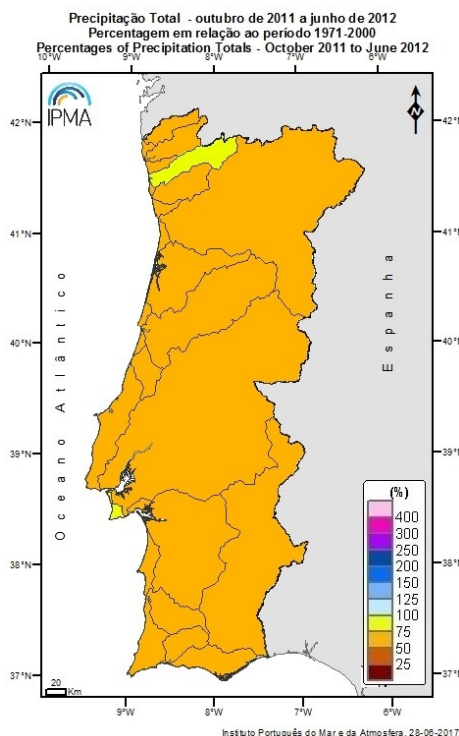 Precipitação Total - outubro de 2011 a junho de 2012
Percentagem em relação ao período 1971-2000
Percentages of Precipitation Totals - October 2011 to June 2012
10°W 9°W 8°W 7°W 6°W
IPMA
N
42°N 42°N
41°N 41°N
40°N 40°N
39°N 39°N
38°N 38°N
37°N 37°N
Oceano Atlântico
Espanha
(%)
400
300
250
200
150
125
100
75
50
25
20
Km
9°W 8°W 7°W 6°W
Instituto Português do Mar e da Atmosfera, 28-06-2017